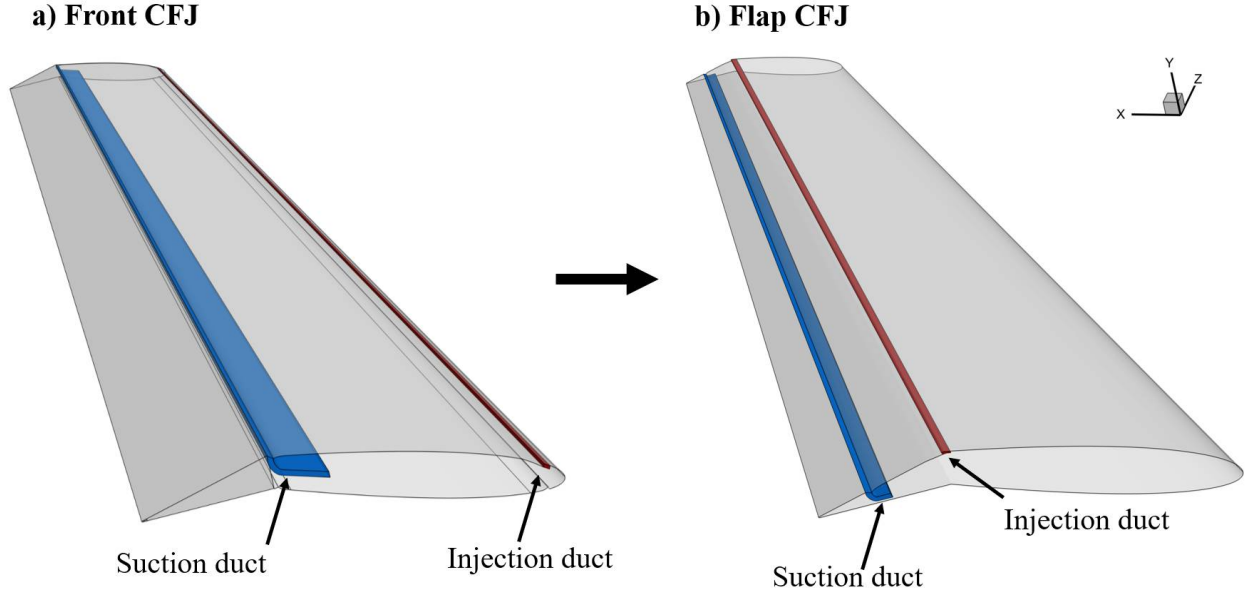 a) Front CFJ
b) Flap CFJ
Y
Z
X
Suction duct
Injection duct
Injection duct
Suction duct